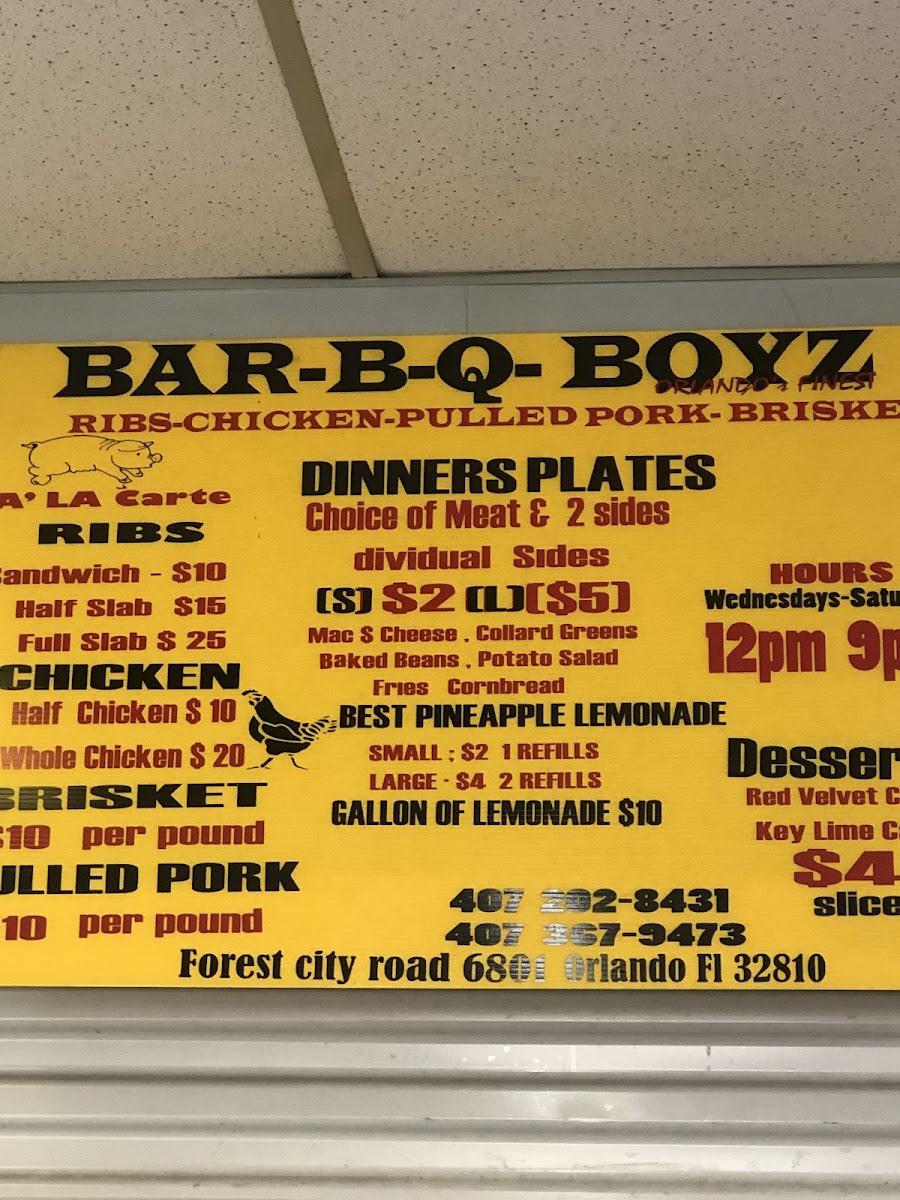 BAR-B-Q- BOYZ
ORLANDO's FINEST
RIBS-CHICKEN-PULLED PORK- BRISKE
A' LA Carte
RIBS
andwich - $10
Half Slab $15
Full Slab $ 25
CHICKEN
Half Chicken $ 10
Whole Chicken $ 20
BRISKET
$10 per pound
ULLED PORK
10 per pound
DINNERS PLATES
Choice of Meat & 2 sides
dividual Sides
(S) $2 (L)($5)
Mac $ Cheese , Collard Greens
Baked Beans , Potato Salad
Fries Cornbread
BEST PINEAPPLE LEMONADE
SMALL ; $2 1 REFILLS
LARGE - $4 2 REFILLS
GALLON OF LEMONADE $10
HOURS
Wednesdays-Satu
12pm 9p
Desser
Red Velvet C
Key Lime Ca
$4
slice
407 202-8431
407 367-9473
Forest city road 6801 Orlando Fl 32810